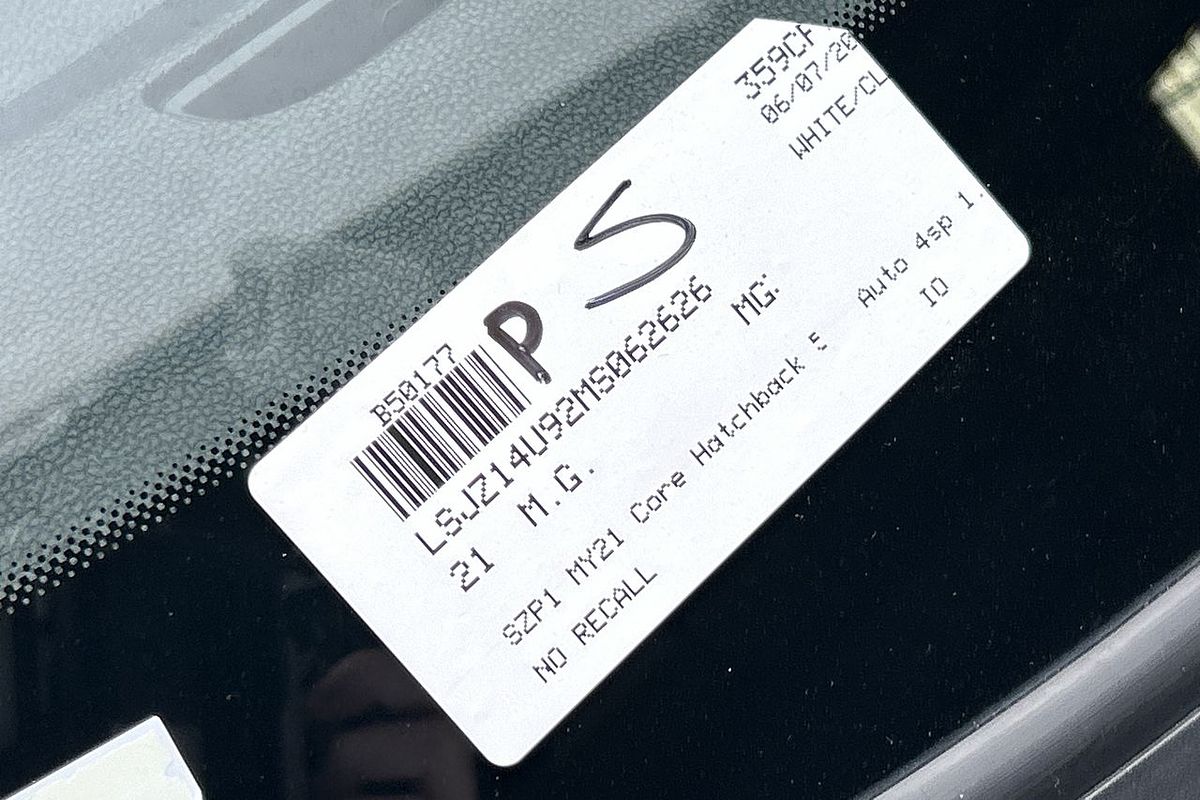 359CF
06/07/20
WHITE/CL
P S
B50177
LSJZ14U92MS062626
21 M.G. MG
SZP1 MY21 Core Hatchback 5 Auto 4sp 1.
NO RECALL ID